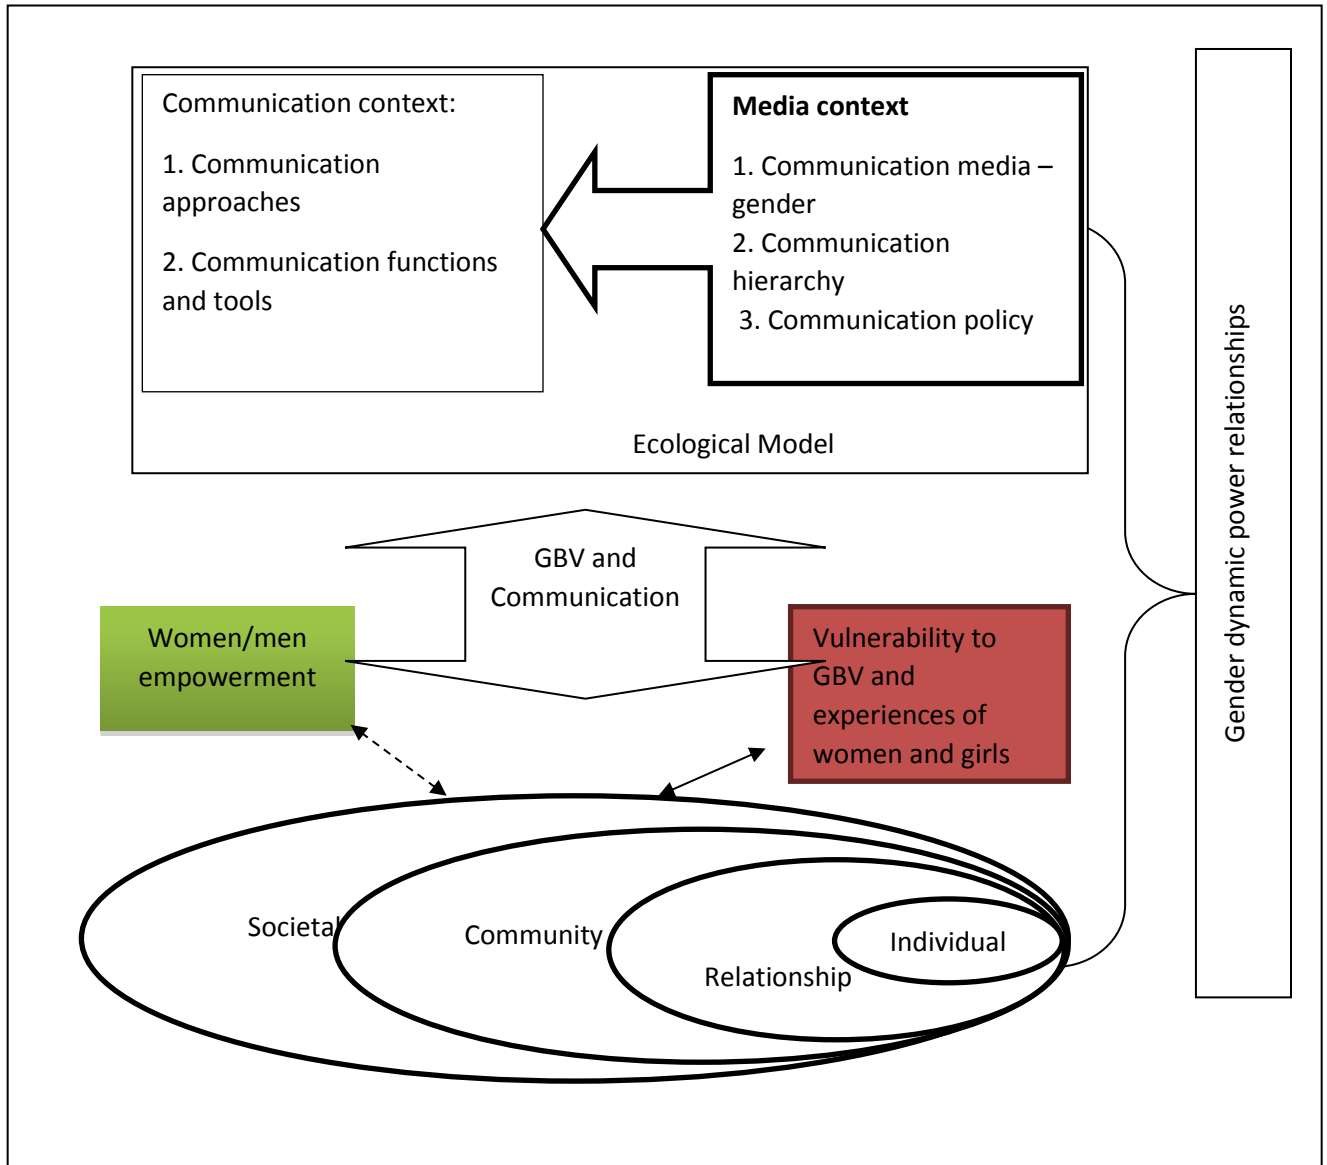 Communication context:
1. Communication
approaches
2. Communication functions
and tools
Media context
1. Communication media –
gender
2. Communication
hierarchy
3. Communication policy
Ecological Model
Gender dynamic power relationships
GBV and
Communication
Women/men
empowerment
Vulnerability to
GBV and
experiences of
women and girls
Societal
Community
Relationship
Individual